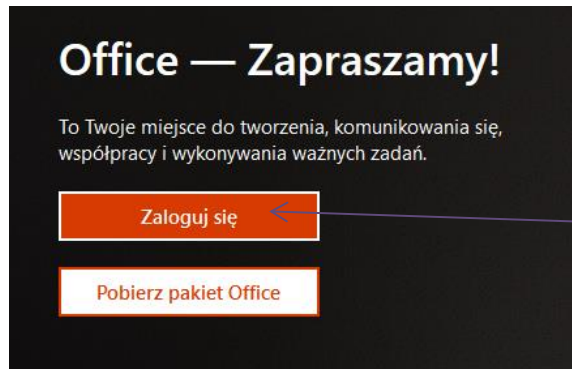 Office — Zapraszamy!
To Twoje miejsce do tworzenia, komunikowania się,
współpracy i wykonywania ważnych zadań.
Zaloguj się
Pobierz pakiet Office